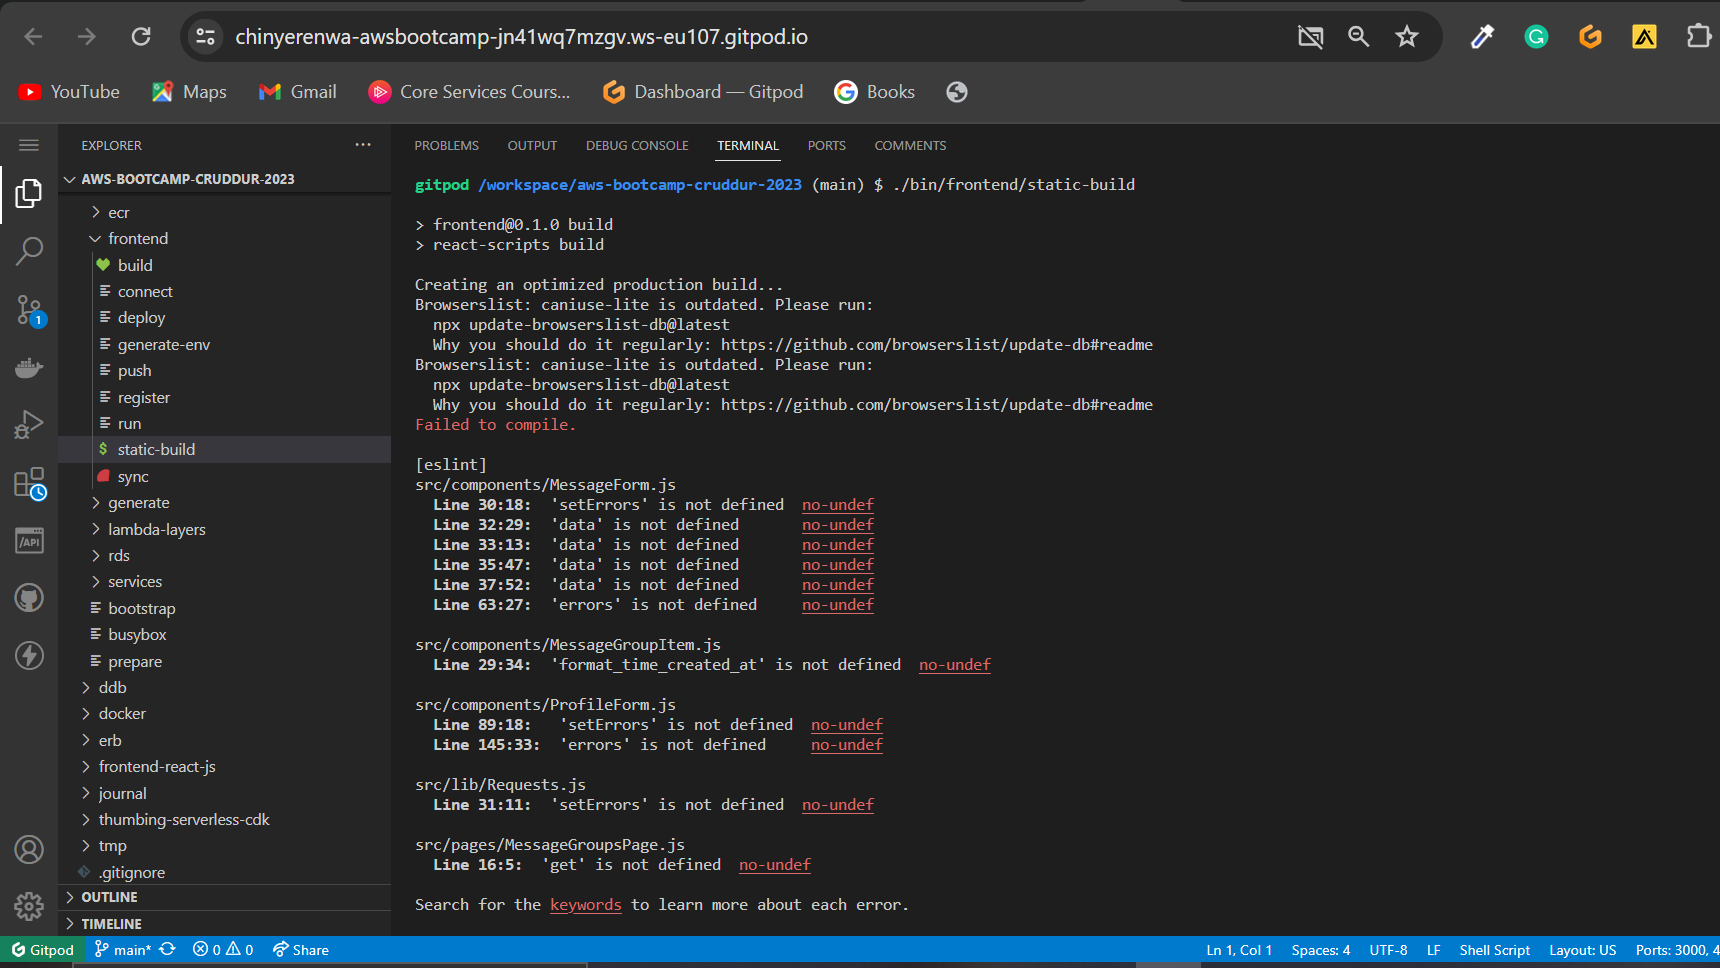 chinyerenwa-awsbootcamp-jn41wq7mzgv.ws-eu107.gitpod.io
YouTube
Maps
Gmail
Core Services Cours...
Dashboard — Gitpod
Books
EXPLORER
AWS-BOOTCAMP-CRUDDUR-2023
ecr
frontend
build
connect
deploy
generate-env
push
register
run
static-build
sync
generate
lambda-layers
rds
services
bootstrap
busybox
prepare
ddb
docker
erb
frontend-react-js
journal
thumbing-serverless-cdk
tmp
.gitignore
OUTLINE
TIMELINE
1
/API
PROBLEMS OUTPUT DEBUG CONSOLE TERMINAL PORTS COMMENTS
gitpod /workspace/aws-bootcamp-cruddur-2023 (main) $ ./bin/frontend/static-build
> frontend@0.1.0 build
> react-scripts build
Creating an optimized production build...
Browserslist: caniuse-lite is outdated. Please run:
npx update-browserslist-db@latest
Why you should do it regularly: https://github.com/browserslist/update-db#readme
Browserslist: caniuse-lite is outdated. Please run:
npx update-browserslist-db@latest
Why you should do it regularly: https://github.com/browserslist/update-db#readme
Failed to compile.
[eslint]
src/components/MessageForm.js
Line 30:18: 'setErrors' is not defined no-undef
Line 32:29: 'data' is not defined no-undef
Line 33:13: 'data' is not defined no-undef
Line 35:47: 'data' is not defined no-undef
Line 37:52: 'data' is not defined no-undef
Line 63:27: 'errors' is not defined no-undef
src/components/MessageGroupItem.js
Line 29:34: 'format_time_created_at' is not defined no-undef
src/components/ProfileForm.js
Line 89:18: 'setErrors' is not defined no-undef
Line 145:33: 'errors' is not defined no-undef
src/lib/Requests.js
Line 31:11: 'setErrors' is not defined no-undef
src/pages/MessageGroupsPage.js
Line 16:5: 'get' is not defined no-undef
Search for the keywords to learn more about each error.
Gitpod main* 0 0 Share Ln 1, Col 1 Spaces: 4 UTF-8 LF Shell Script Layout: US Ports: 3000, 4